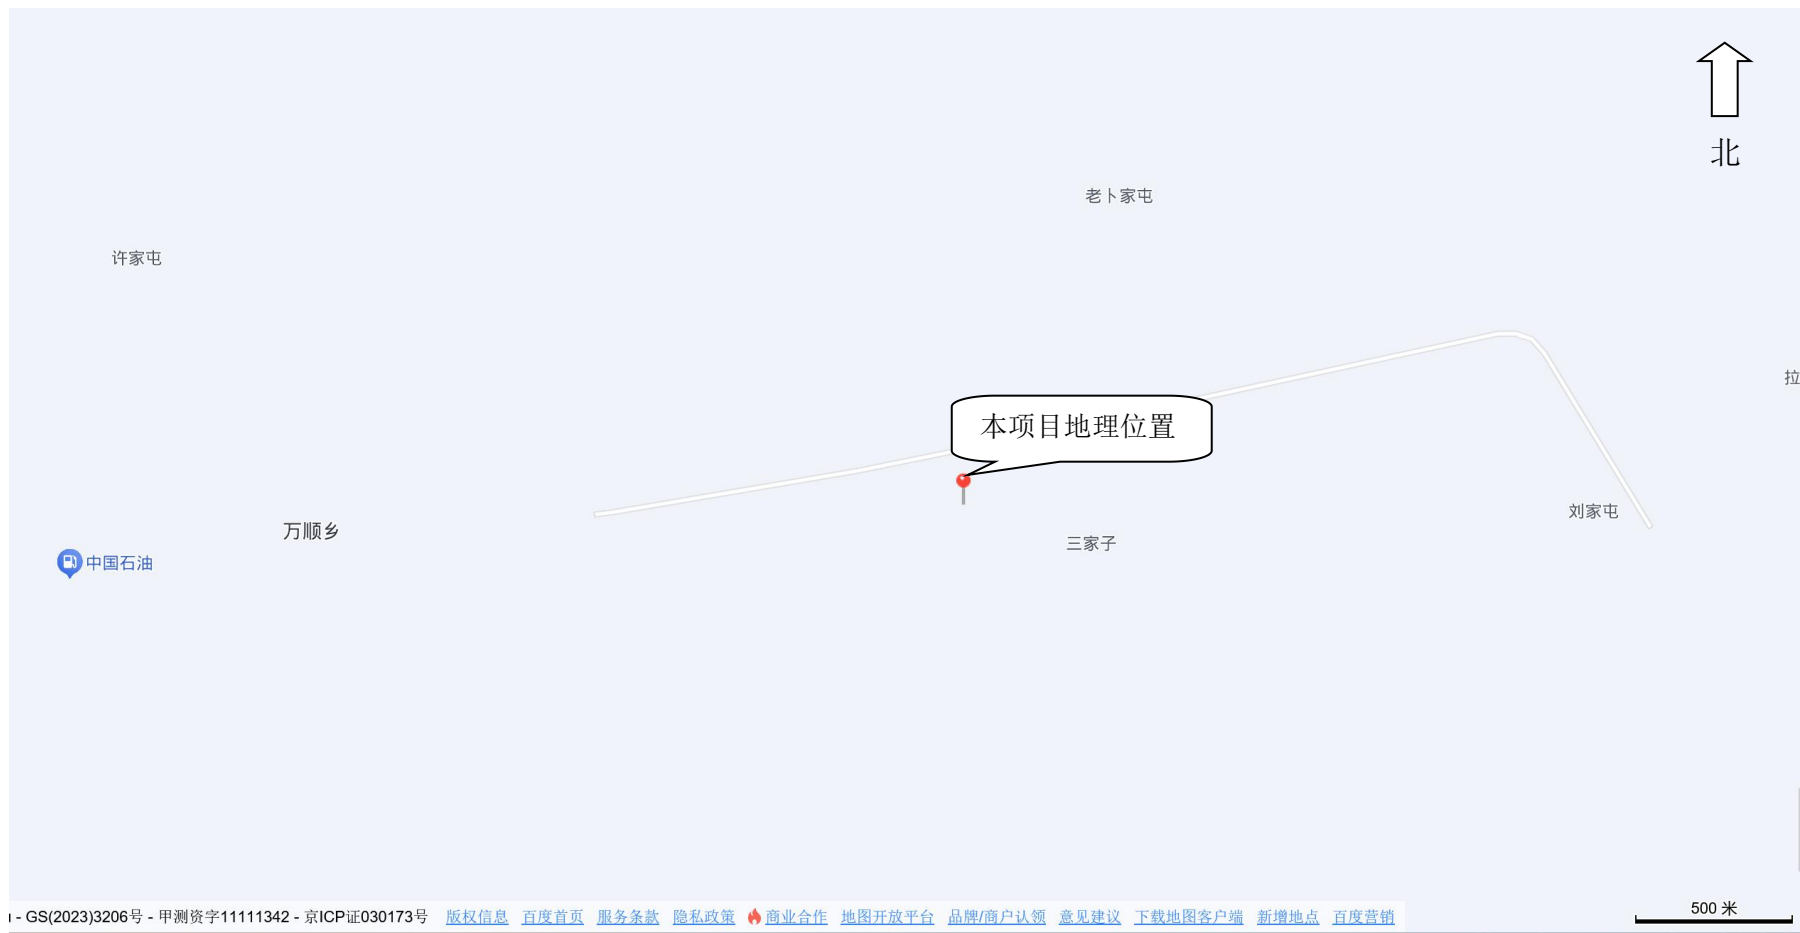 北
老卜家屯
许家屯
拉
本项目地理位置
刘家屯
万顺乡
三家子
中国石油
500 米
- GS(2023)3206号 - 甲测资字11111342 - 京ICP证030173号 版权信息 百度首页 服务条款 隐私政策 商业合作 地图开放平台 品牌/商户认领 意见建议 下载地图客户端 新增地点 百度营销